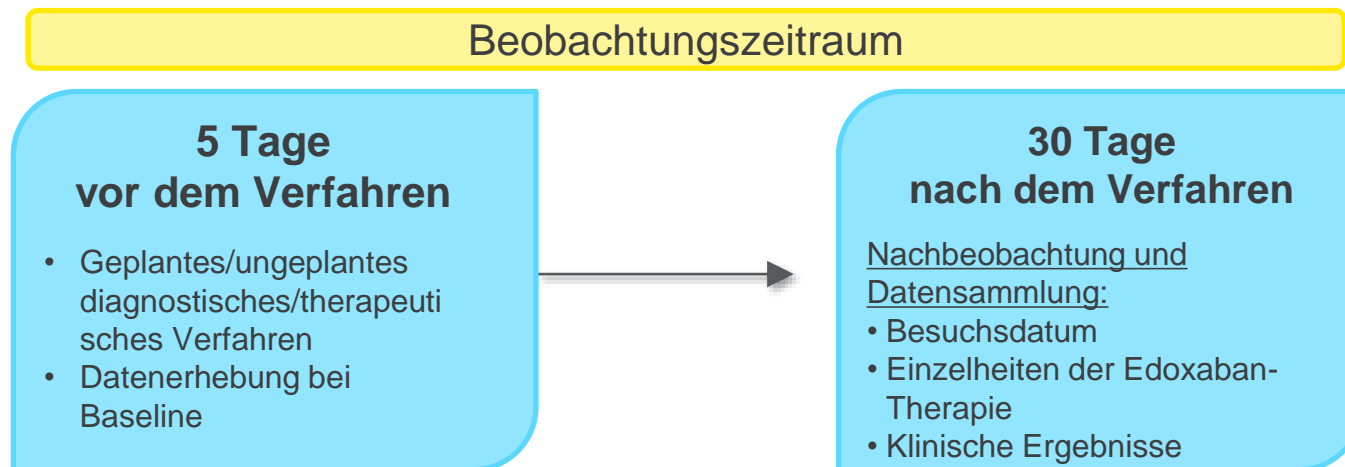 Beobachtungszeitraum
5 Tage
vor dem Verfahren
• Geplantes/ungeplantes
diagnostisches/therapeuti
sches Verfahren
• Datenerhebung bei
Baseline
30 Tage
nach dem Verfahren
Nachbeobachtung und
Datensammlung:
• Besuchsdatum
• Einzelheiten der Edoxaban-
Therapie
• Klinische Ergebnisse